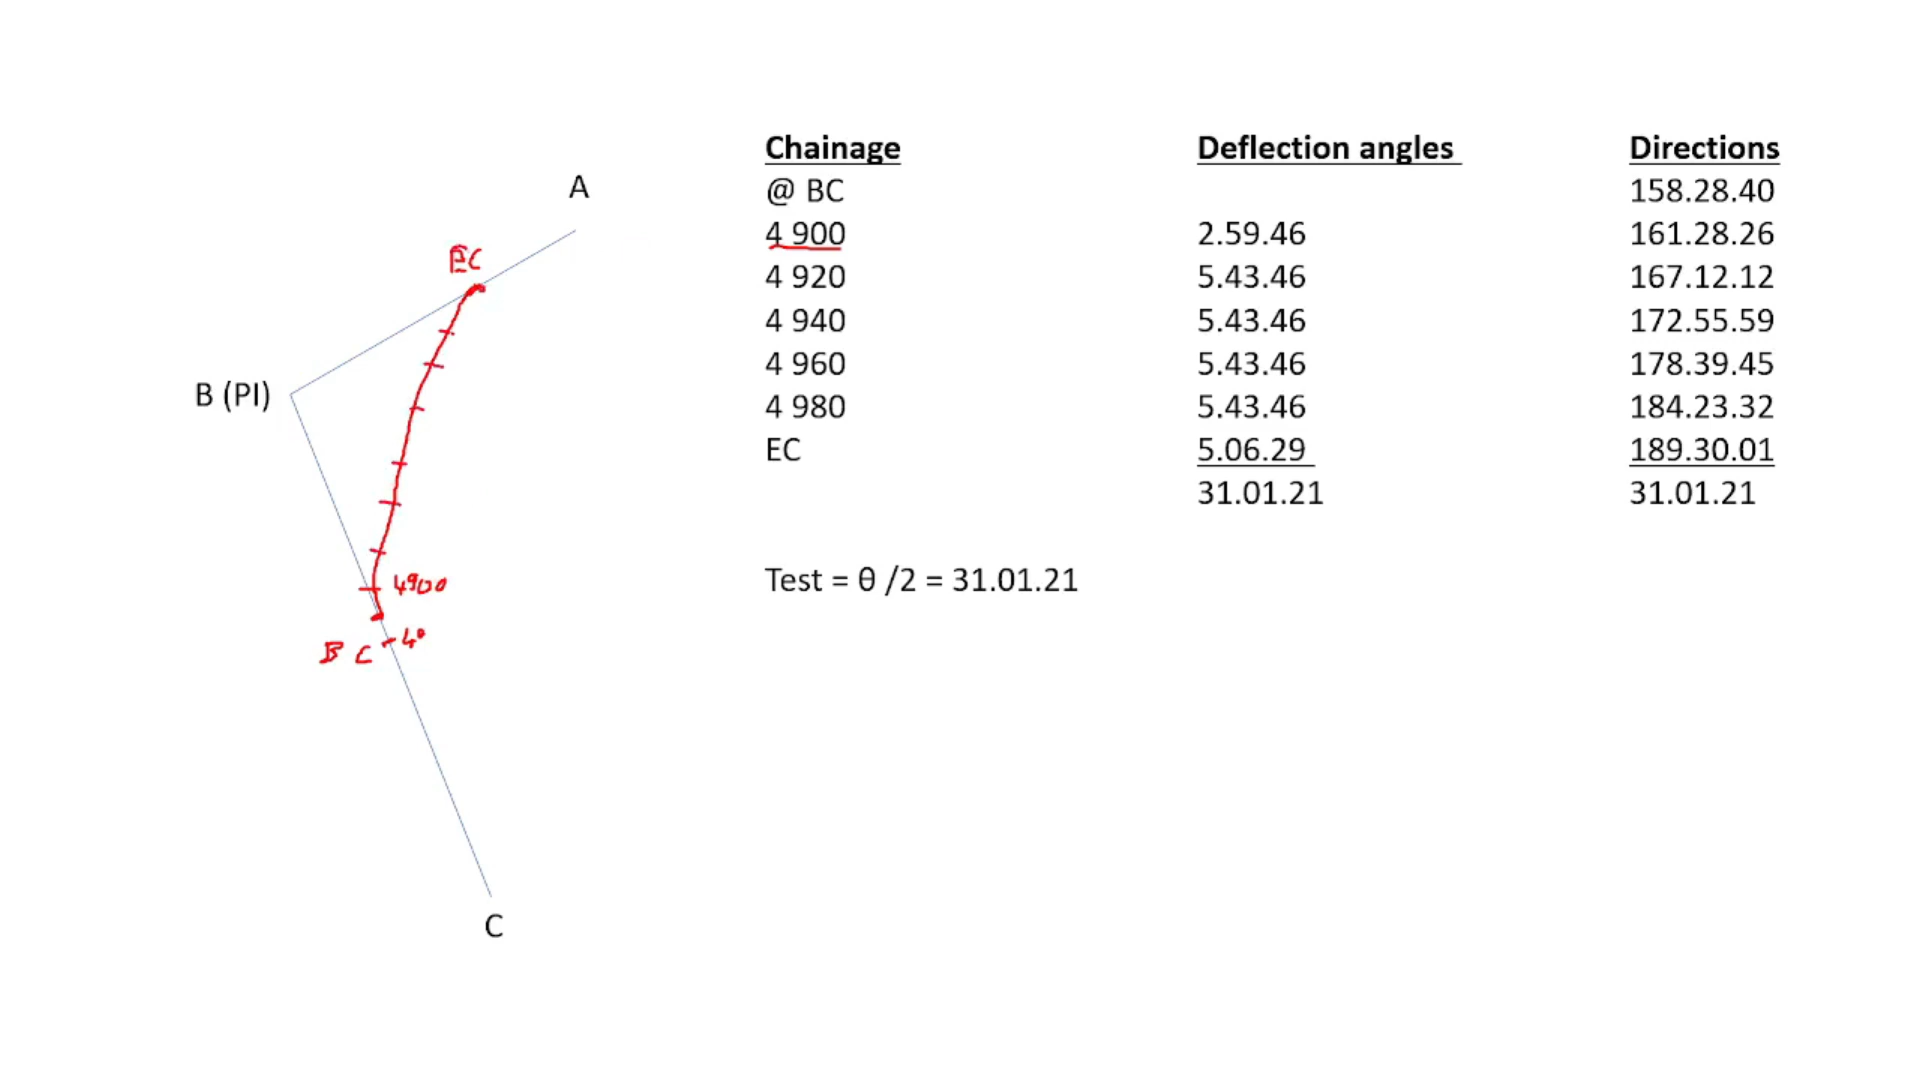 A
EC
B (PI)
4900
BC
40
C
Chainage Deflection angles Directions
@ BC 158.28.40
4 900 2.59.46 161.28.26
4 920 5.43.46 167.12.12
4 940 5.43.46 172.55.59
4 960 5.43.46 178.39.45
4 980 5.43.46 184.23.32
EC 5.06.29 189.30.01
31.01.21 31.01.21
Test = θ /2 = 31.01.21